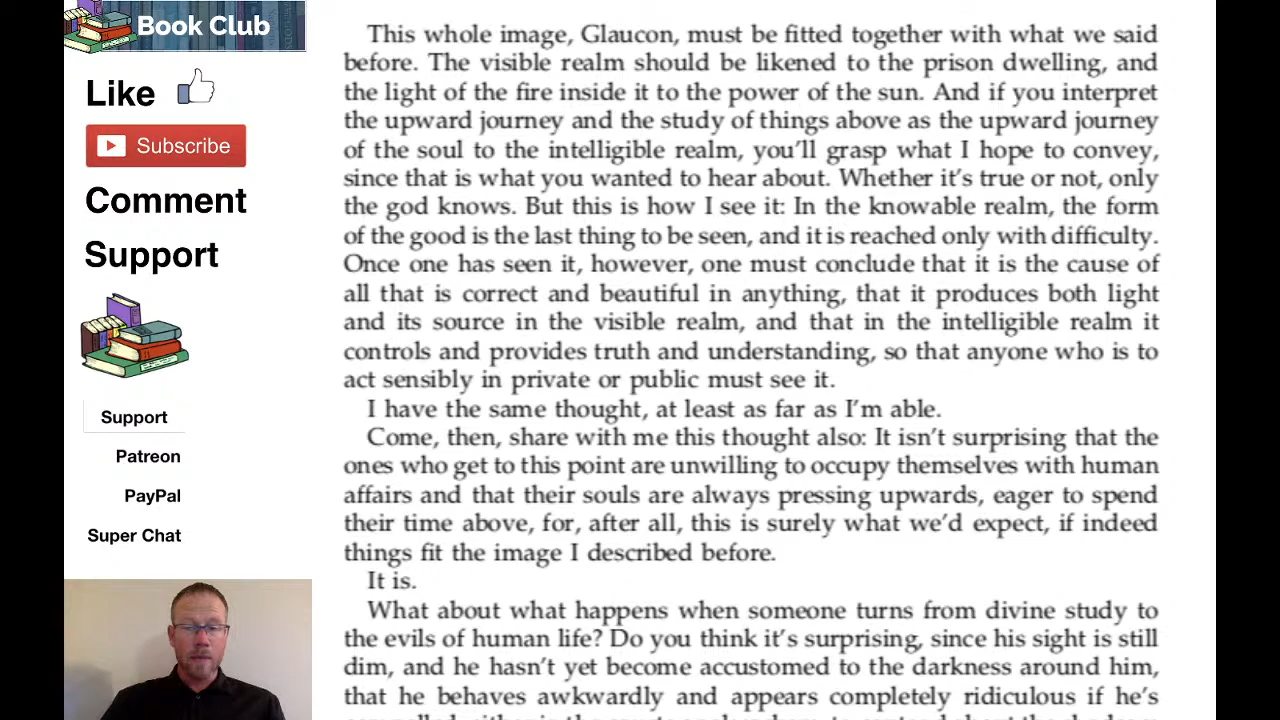 Book Club
Like
Subscribe
Comment
Support
Support
Patreon
PayPal
Super Chat
This whole image, Glaucon, must be fitted together with what we said
before. The visible realm should be likened to the prison dwelling, and
the light of the fire inside it to the power of the sun. And if you interpret
the upward journey and the study of things above as the upward journey
of the soul to the intelligible realm, you'll grasp what I hope to convey,
since that is what you wanted to hear about. Whether it's true or not, only
the god knows. But this is how I see it: In the knowable realm, the form
of the good is the last thing to be seen, and it is reached only with difficulty.
Once one has seen it, however, one must conclude that it is the cause of
all that is correct and beautiful in anything, that it produces both light
and its source in the visible realm, and that in the intelligible realm it
controls and provides truth and understanding, so that anyone who is to
act sensibly in private or public must see it.
I have the same thought, at least as far as I'm able.
Come, then, share with me this thought also: It isn't surprising that the
ones who get to this point are unwilling to occupy themselves with human
affairs and that their souls are always pressing upwards, eager to spend
their time above, for, after all, this is surely what we'd expect, if indeed
things fit the image I described before.
It is.
What about what happens when someone turns from divine study to
the evils of human life? Do you think it's surprising, since his sight is still
dim, and he hasn't yet become accustomed to the darkness around him,
that he behaves awkwardly and appears completely ridiculous if he's